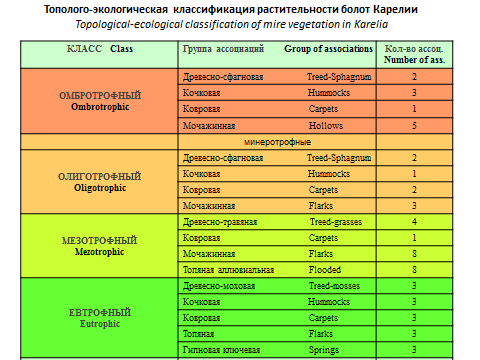 Тополого-экологическая классификация растительности болот Карелии
Topological-ecological classification of mire vegetation in Karelia
КЛАСС Class Группа ассоциаций Group of associations Кол-во ассоц. Number of ass.
ОМБРОТРОФНЫЙ Ombrotrophic
Древесно-сфагновая Treed-Sphagnum 2
Кочковая Hummocks 3
Ковровая Carpets 1
Мочажинная Hollows 5
минеротрофные
ОЛИГОТРОФНЫЙ Oligotrophic
Древесно-сфагновая Treed-Sphagnum 2
Кочковая Hummocks 1
Ковровая Carpets 2
Мочажинная Flarks 3
МЕЗОТРОФНЫЙ Mezotrophic
Древесно-травяная Treed-grasses 4
Ковровая Carpets 1
Мочажинная Flarks 8
Топяная аллювиальная Flooded 8
ЕВТРОФНЫЙ Eutrophic
Древесно-моховая Treed-mosses 3
Кочковая Hummocks 3
Ковровая Carpets 3
Топяная Flarks 3
Гипновая ключевая Springs 3